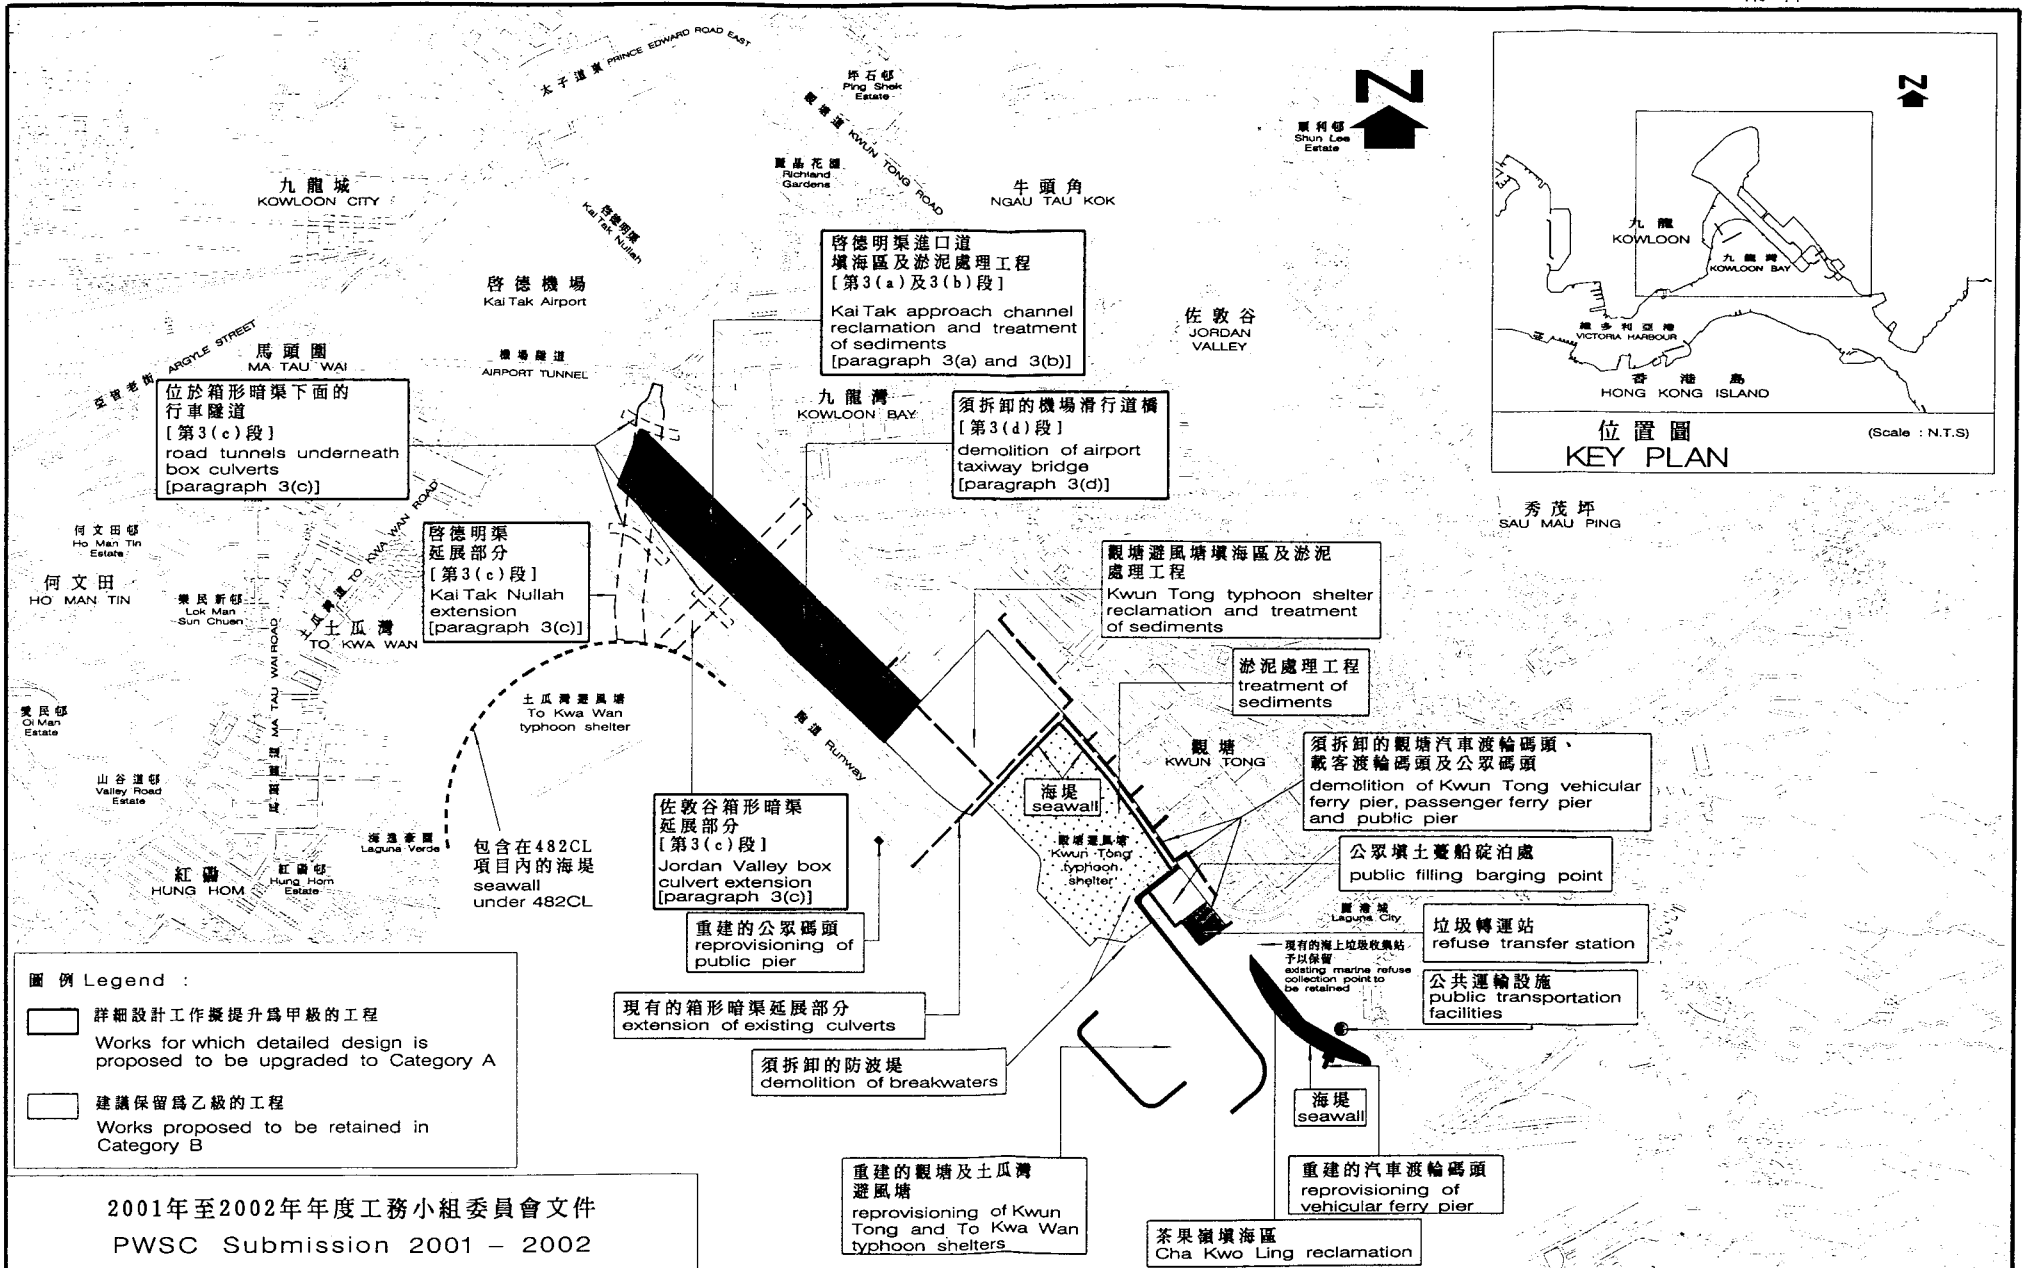 太子道東 PRINCE EDWARD ROAD EAST
坪石邨
Ping Shek
Estate
觀塘道 KWUN TONG ROAD
麗晶花園
Richland
Gardens
順利邨
Shun Lee
Estate
N
九龍城
KOWLOON CITY
啓德明渠
Kai Tak Nullah
牛頭角
NGAU TAU KOK
啓德機場
Kai Tak Airport
啓德明渠進口道
填海區及淤泥處理工程
[第3(a)及3(b)段]
Kai Tak approach channel
reclamation and treatment
of sediments
[paragraph 3(a) and 3(b)]
佐敦谷
JORDAN
VALLEY
亞皆老街 ARGYLE STREET
馬頭圍
MA TAU WAI
機場隧道
AIRPORT TUNNEL
位於箱形暗渠下面的
行車隧道
[第3(c)段]
road tunnels underneath
box culverts
[paragraph 3(c)]
九龍灣
KOWLOON BAY
須拆卸的機場滑行道橋
[第3(d)段]
demolition of airport
taxiway bridge
[paragraph 3(d)]
N
九龍
KOWLOON
九龍灣
KOWLOON BAY
維多利亞港
VICTORIA HARBOUR
香港島
HONG KONG ISLAND
位置圖
KEY PLAN
(Scale : N.T.S)
秀茂坪
SAU MAU PING
何文田邨
Ho Man Tin
Estate
何文田
HO MAN TIN
樂民新邨
Lok Man
Sun Chuen
土瓜灣道 TO KWA WAN ROAD
土瓜灣
TO KWA WAN
啓德明渠
延展部分
[第3(c)段]
Kai Tak Nullah
extension
[paragraph 3(c)]
觀塘避風塘填海區及淤泥
處理工程
Kwun Tong typhoon shelter
reclamation and treatment
of sediments
淤泥處理工程
treatment of
sediments
愛民邨
Oi Man
Estate
馬頭圍道 MA TAU WAI ROAD
土瓜灣避風塘
To Kwa Wan
typhoon shelter
跑道 Runway
觀塘
KWUN TONG
須拆卸的觀塘汽車渡輪碼頭、
載客渡輪碼頭及公眾碼頭
demolition of Kwun Tong vehicular
ferry pier, passenger ferry pier
and public pier
山谷道邨
Valley Road
Estate
海逸豪園
Laguna Verde
紅磡
HUNG HOM
紅磡邨
Hung Hom
Estate
包含在482CL
項目內的海堤
seawall
under 482CL
佐敦谷箱形暗渠
延展部分
[第3(c)段]
Jordan Valley box
culvert extension
[paragraph 3(c)]
海堤
seawall
觀塘避風塘
Kwun Tong
typhoon
shelter
公眾填土躉船碇泊處
public filling barging point
麗港城
Laguna City
重建的公眾碼頭
reprovisioning of
public pier
垃圾轉運站
refuse transfer station
現有的海上垃圾收集站
予以保留
existing marine refuse
collection point to
be retained
公共運輸設施
public transportation
facilities
現有的箱形暗渠延展部分
extension of existing culverts
須拆卸的防波堤
demolition of breakwaters
海堤
seawall
圖例 Legend :
詳細設計工作擬提升爲甲級的工程
Works for which detailed design is
proposed to be upgraded to Category A
建議保留爲乙級的工程
Works proposed to be retained in
Category B
重建的觀塘及土瓜灣
避風塘
reprovisioning of Kwun
Tong and To Kwa Wan
typhoon shelters
重建的汽車渡輪碼頭
reprovisioning of
vehicular ferry pier
茶果嶺填海區
Cha Kwo Ling reclamation
2001年至2002年年度工務小組委員會文件
PWSC Submission 2001 – 2002